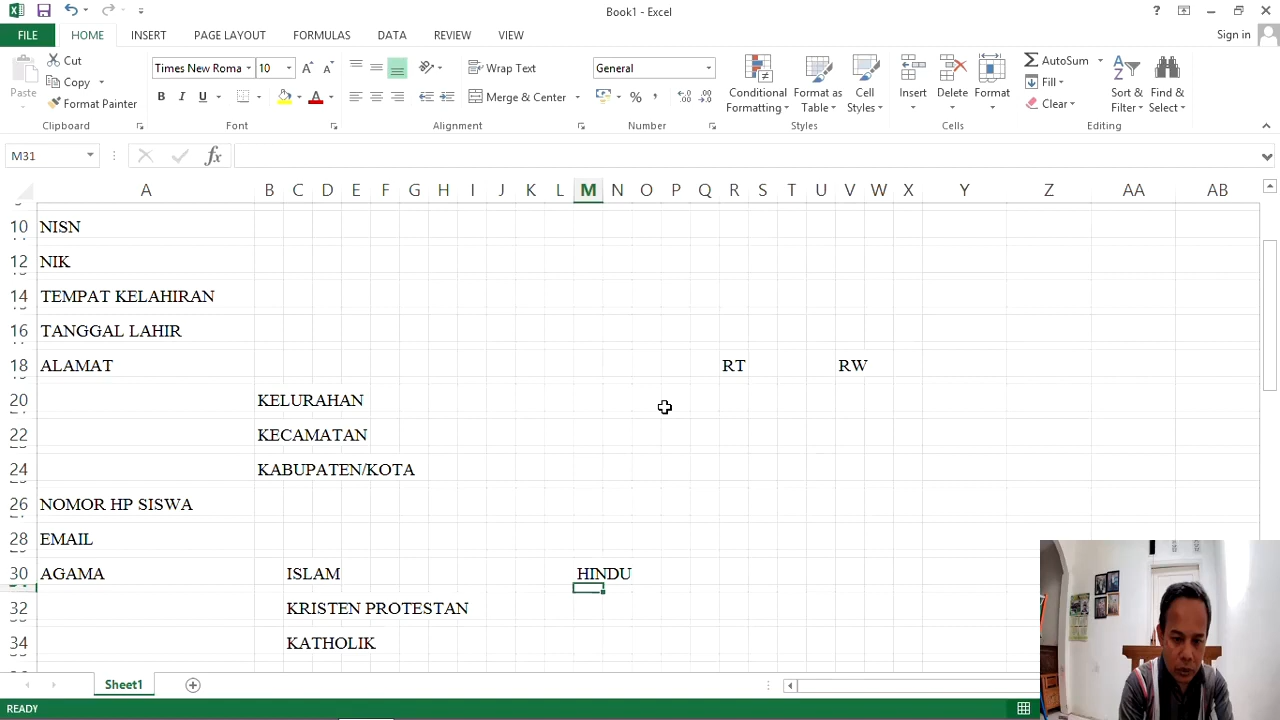 Book1 - Excel
?
FILE HOME INSERT PAGE LAYOUT FORMULAS DATA REVIEW VIEW Sign in
Paste Cut Copy Format Painter Clipboard
Times New Roma 10 B I U A Font
Wrap Text Merge & Center Alignment
General % , Number
Conditional Formatting Format as Table Cell Styles Styles
Insert Delete Format Cells
AutoSum Fill Clear Sort & Filter Find & Select Editing
M31 fx
A B C D E F G H I J K L M N O P Q R S T U V W X Y Z AA AB
10 NISN
12 NIK
14 TEMPAT KELAHIRAN
16 TANGGAL LAHIR
18 ALAMAT RT RW
20 KELURAHAN
22 KECAMATAN
24 KABUPATEN/KOTA
26 NOMOR HP SISWA
28 EMAIL
30 AGAMA ISLAM HINDU
32 KRISTEN PROTESTAN
34 KATHOLIK
Sheet1
READY